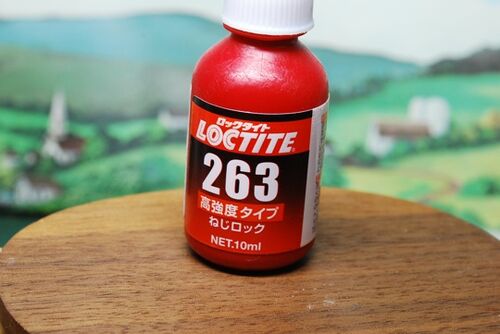 ロックタイト
LOCTITE
263
高強度タイプ
ねじロック
NET.10ml